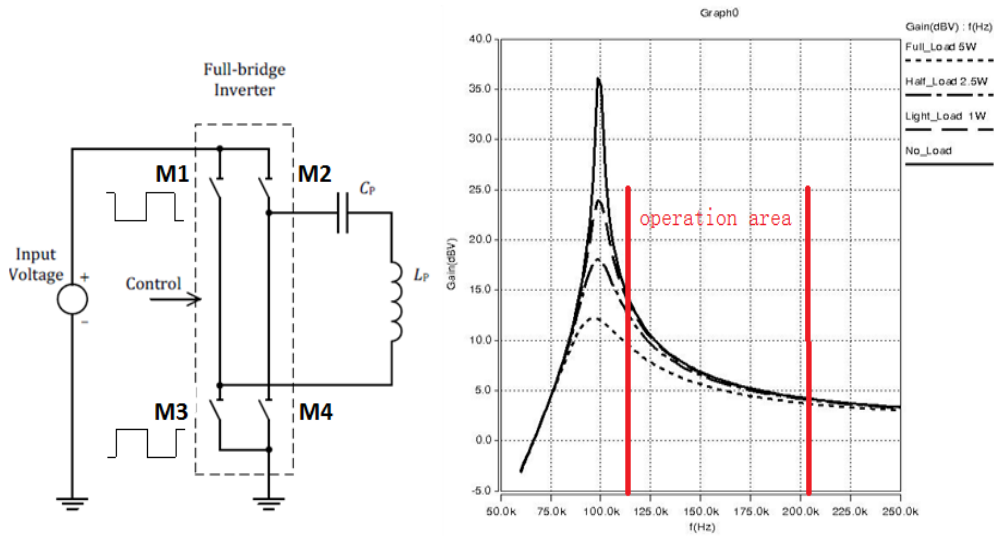 Full-bridge
Inverter
M1
M2
Cₚ
Input
Voltage
+
–
Control
Lₚ
M3
M4
Graph0
Gain(dBV) : f(Hz)
Full_Load 5W
Half_Load 2.5W
Light_Load 1W
No_Load
operation area
Gain(dBV)
40.0
35.0
30.0
25.0
20.0
15.0
10.0
5.0
0.0
-5.0
50.0k 75.0k 100.0k 125.0k 150.0k 175.0k 200.0k 225.0k 250.0k
f(Hz)